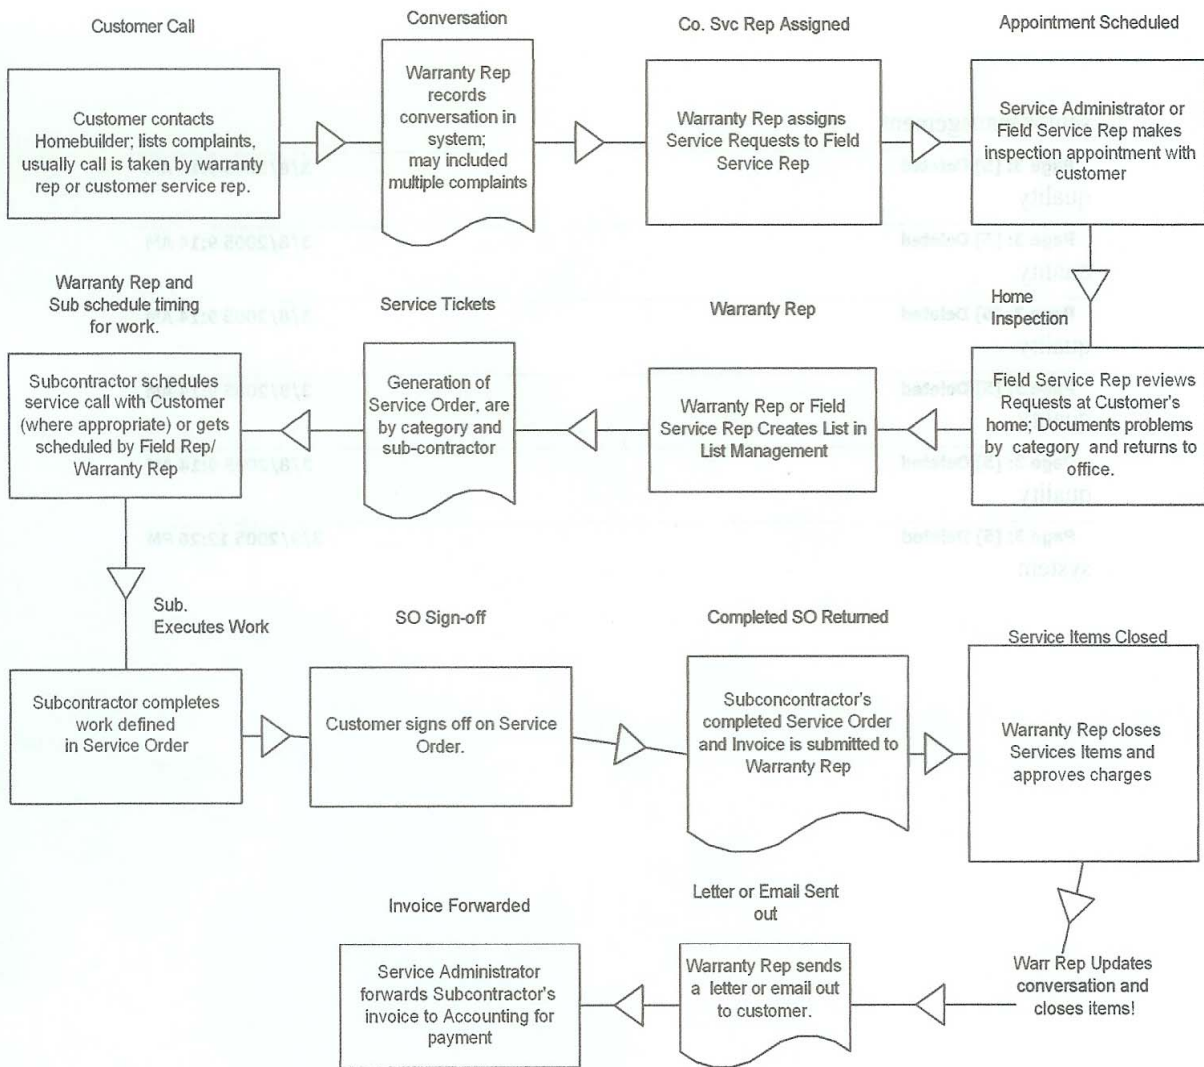 Customer Call
Customer contacts
Homebuilder; lists complaints,
usually call is taken by warranty
rep or customer service rep.
Conversation
Warranty Rep
records
conversation in
system;
may included
multiple complaints
Co. Svc Rep Assigned
Warranty Rep assigns
Service Requests to Field
Service Rep
Appointment Scheduled
Service Administrator or
Field Service Rep makes
inspection appointment with
customer
Home
Inspection
Field Service Rep reviews
Requests at Customer's
home; Documents problems
by category and returns to
office.
Warranty Rep
Warranty Rep or Field
Service Rep Creates List in
List Management
Service Tickets
Generation of
Service Order, are
by category and
sub-contractor
Warranty Rep and
Sub schedule timing
for work.
Subcontractor schedules
service call with Customer
(where appropriate) or gets
scheduled by Field Rep/
Warranty Rep
Sub.
Executes Work
Subcontractor completes
work defined
in Service Order
SO Sign-off
Customer signs off on Service
Order.
Completed SO Returned
Subconcontractor's
completed Service Order
and Invoice is submitted to
Warranty Rep
Service Items Closed
Warranty Rep closes
Services Items and
approves charges
Warr Rep Updates
conversation and
closes items!
Letter or Email Sent
out
Warranty Rep sends
a letter or email out
to customer.
Invoice Forwarded
Service Administrator
forwards Subcontractor's
invoice to Accounting for
payment